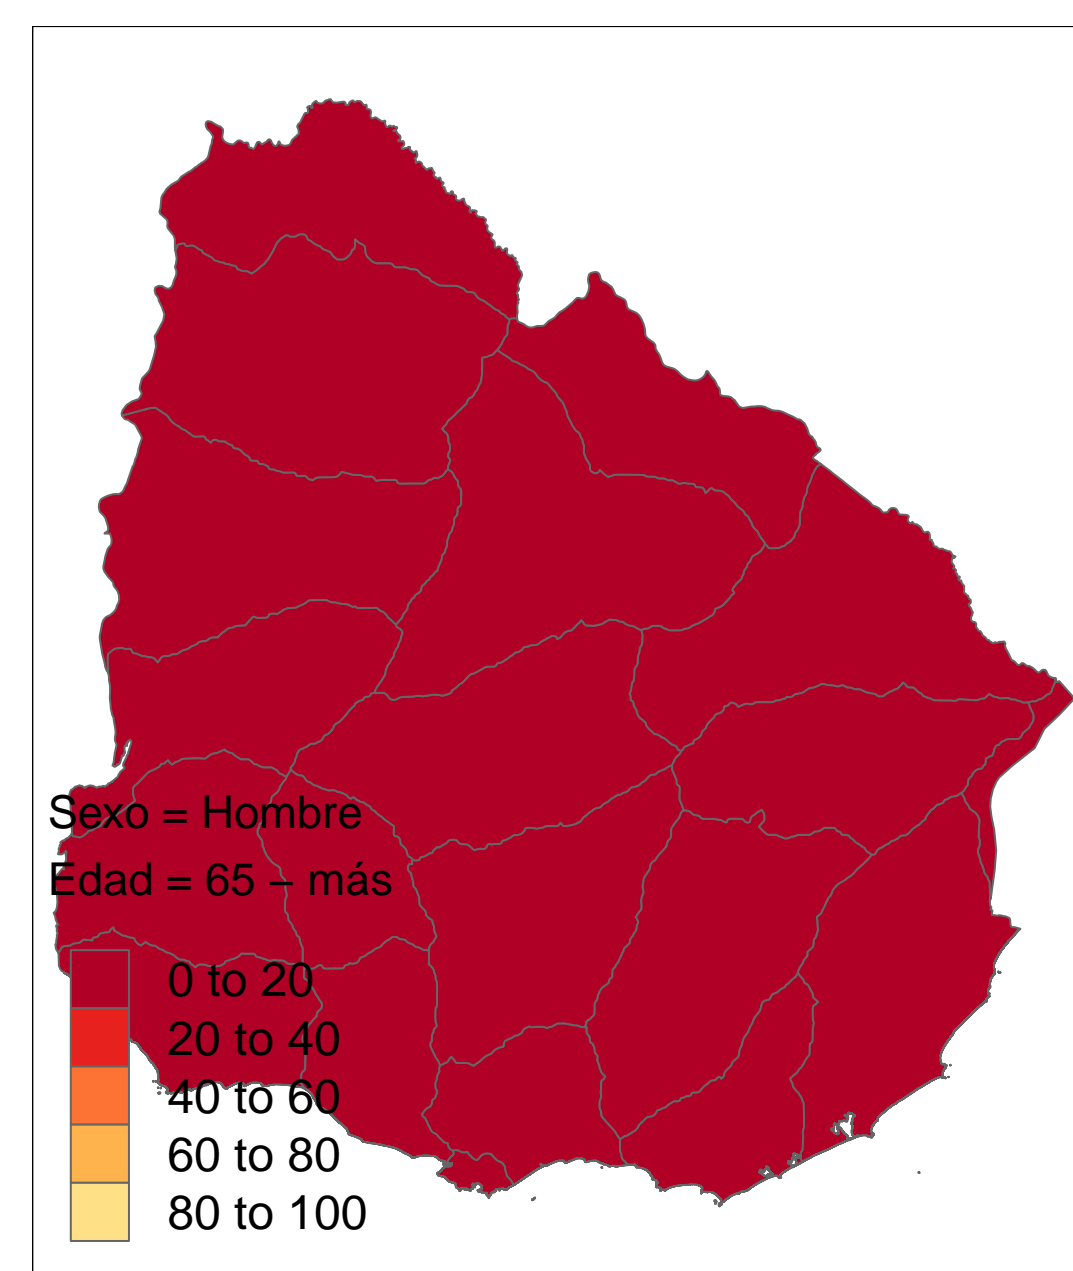 Sexo = Hombre
Edad = 65 – más
0 to 20
20 to 40
40 to 60
60 to 80
80 to 100